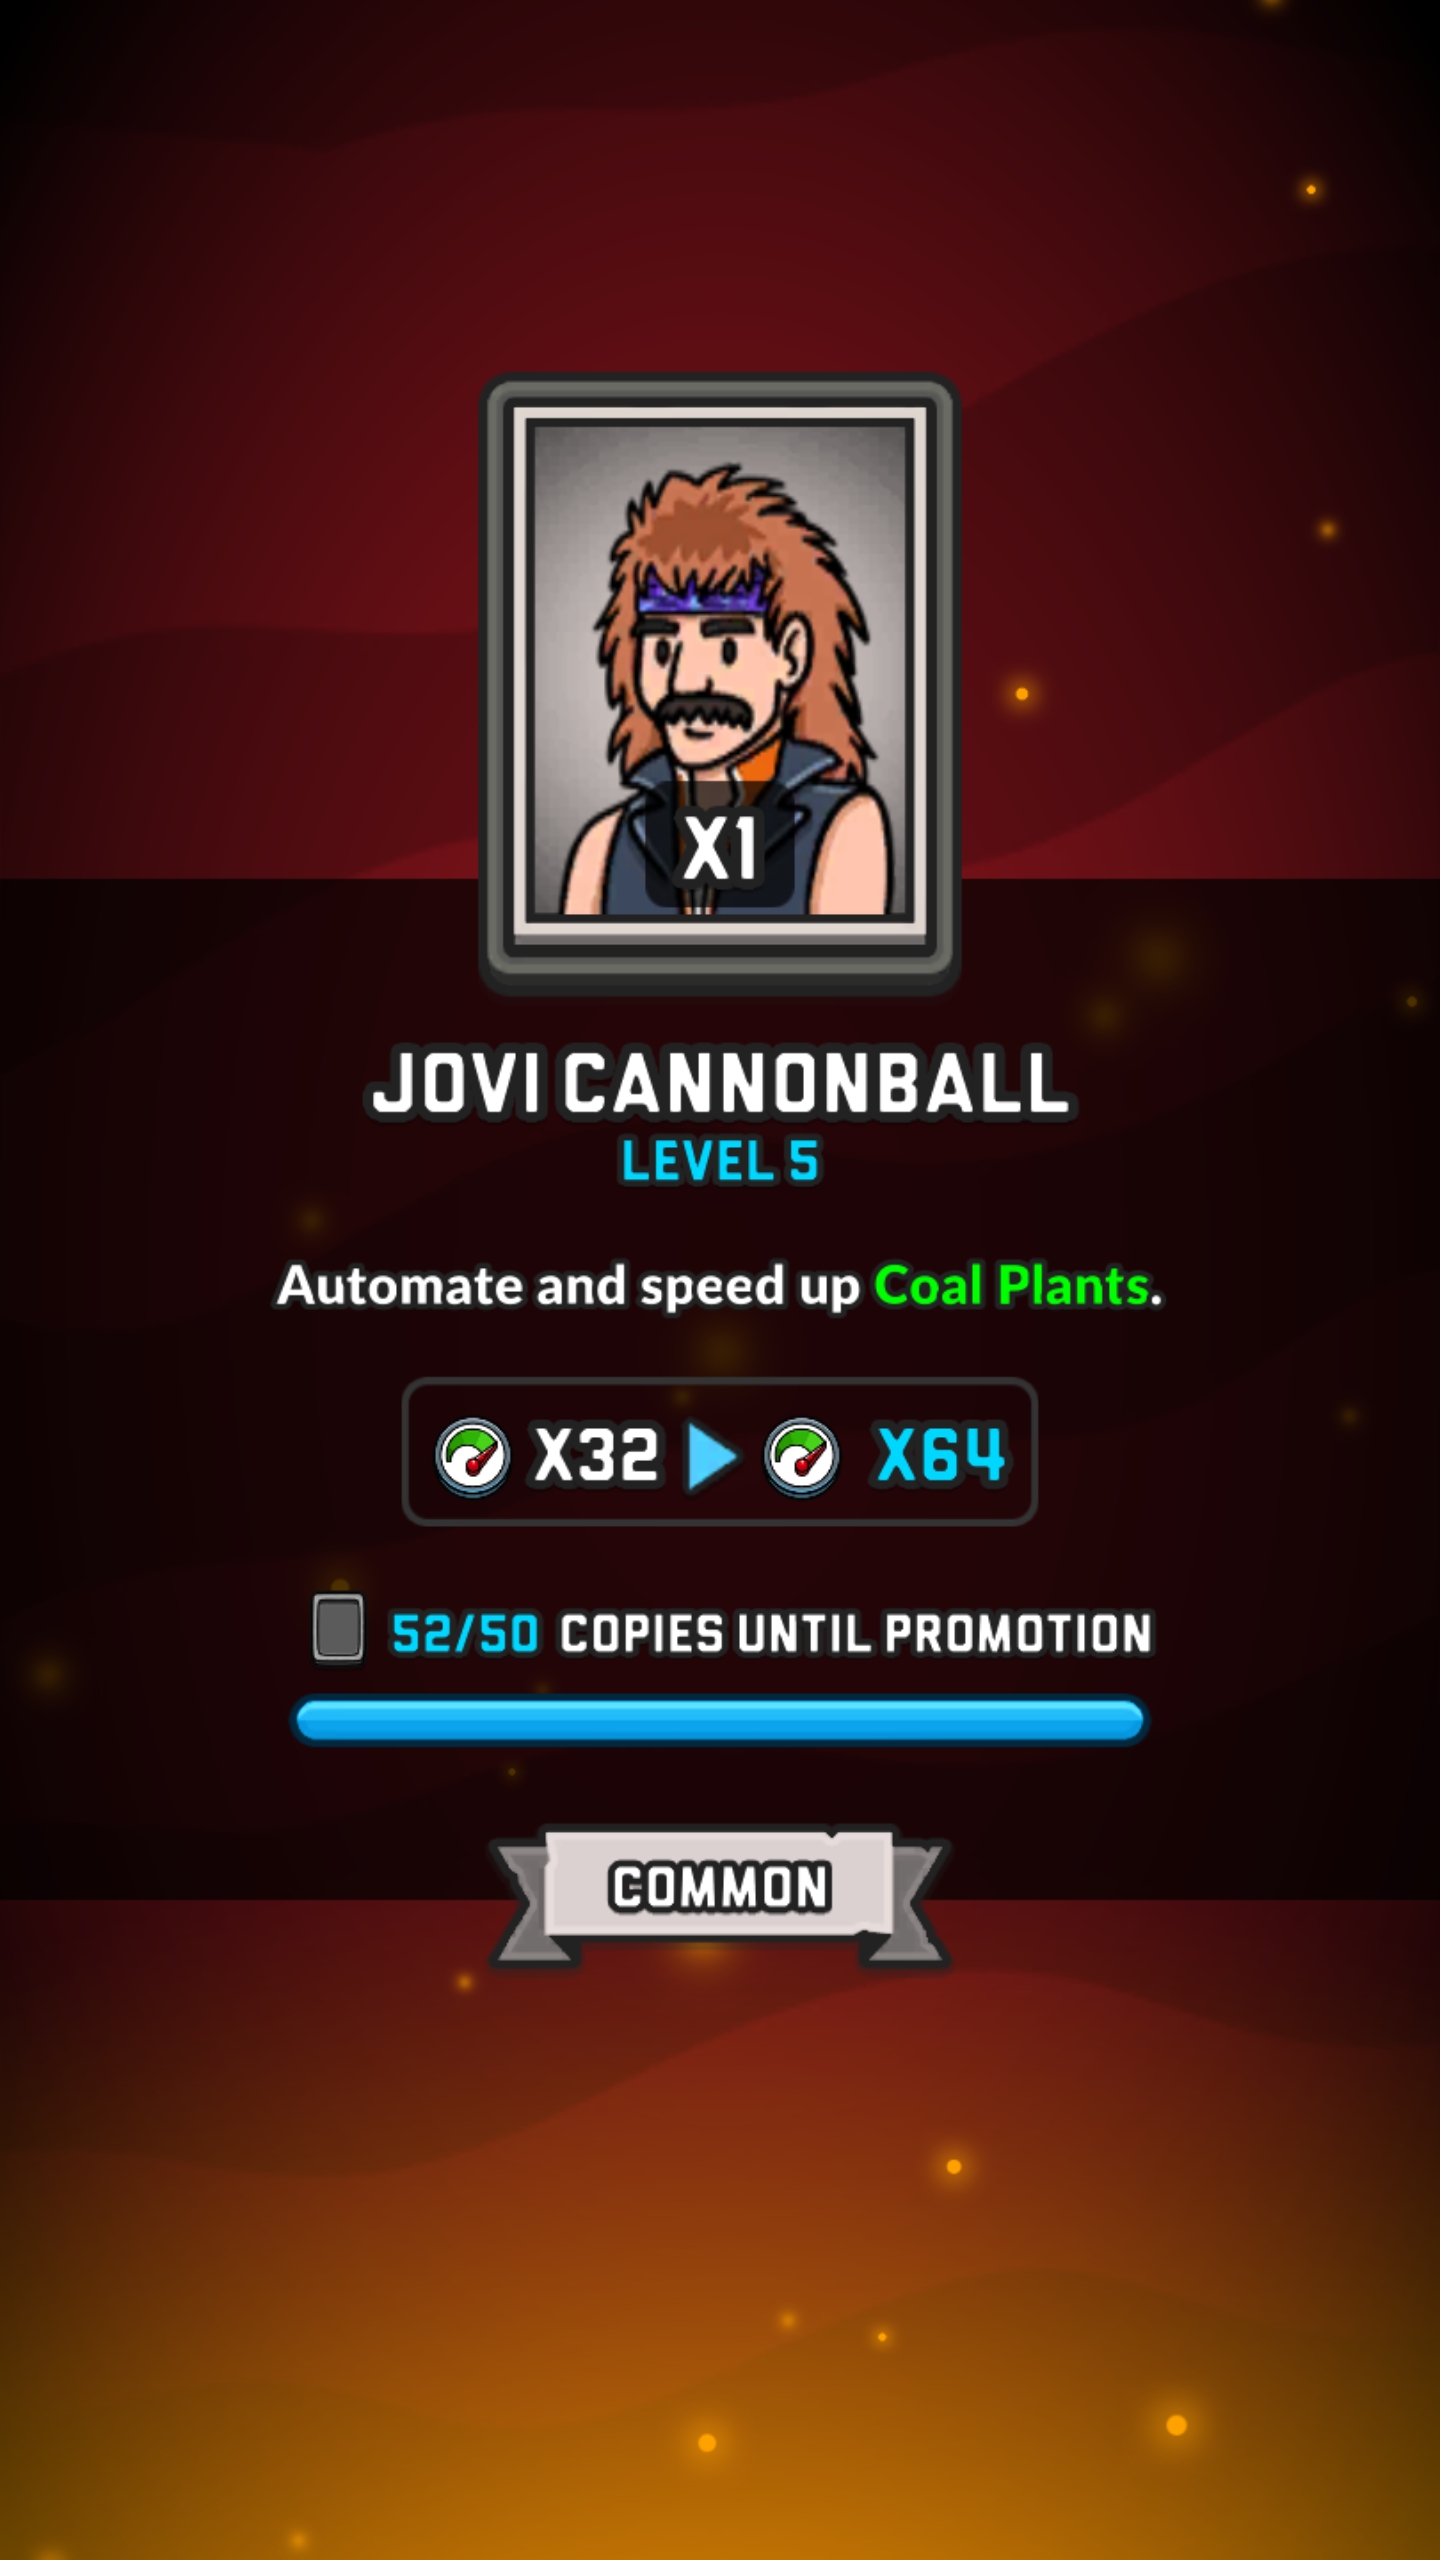 X1
JOVI CANNONBALL
LEVEL 5
Automate and speed up Coal Plants.
X32 X64
52/50 COPIES UNTIL PROMOTION
COMMON